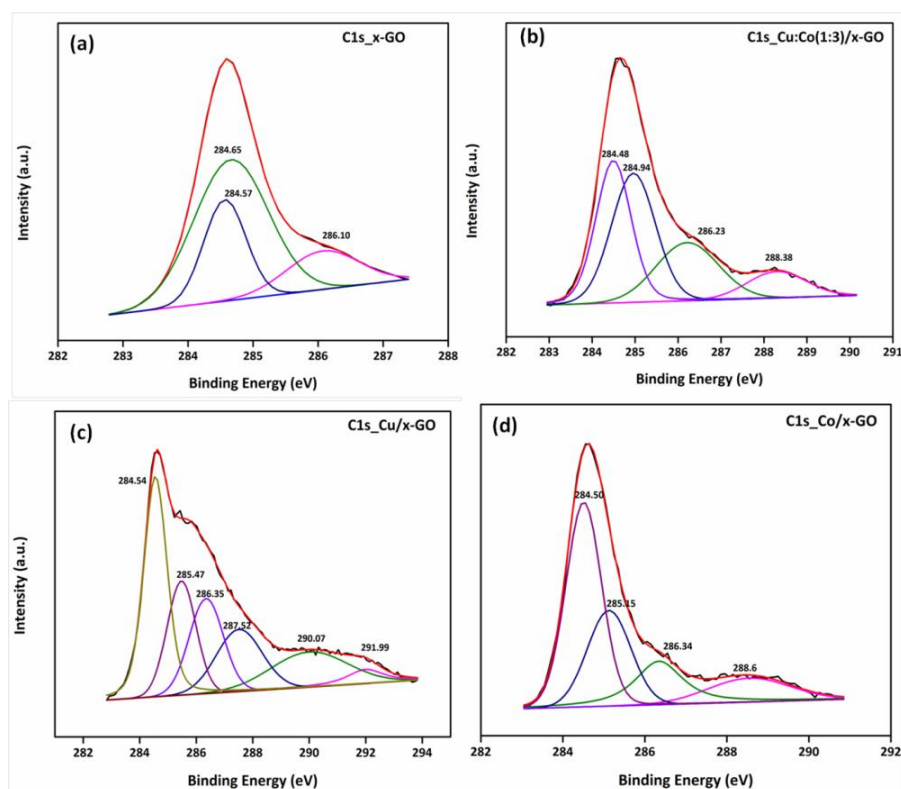 (a)
C1s_x-GO
284.65
284.57
286.10
Intensity (a.u.)
282 283 284 285 286 287 288
Binding Energy (eV)
(b)
C1s_Cu:Co(1:3)/x-GO
284.48
284.94
286.23
288.38
Intensity (a.u.)
282 283 284 285 286 287 288 289 290 291
Binding Energy (eV)
(c)
C1s_Cu/x-GO
284.54
285.47
286.35
287.52
290.07
291.99
Intensity (a.u.)
282 284 286 288 290 292 294
Binding Energy (eV)
(d)
C1s_Co/x-GO
284.50
285.15
286.34
288.6
Intensity (a.u.)
282 284 286 288 290 292
Binding Energy (eV)